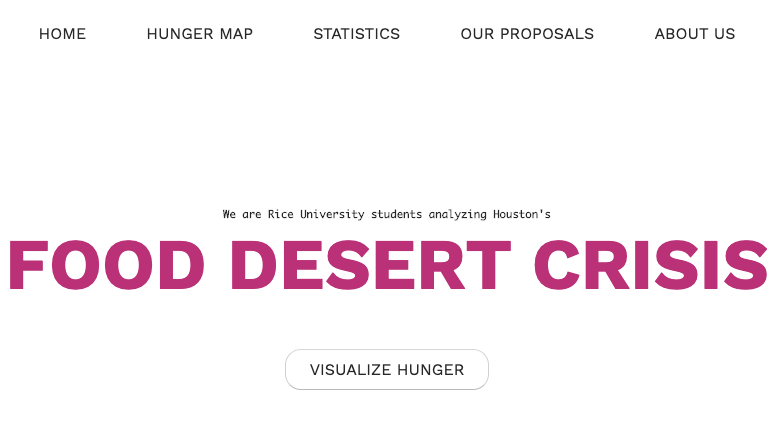 HOME HUNGER MAP STATISTICS OUR PROPOSALS ABOUT US
We are Rice University students analyzing Houston's
FOOD DESERT CRISIS
VISUALIZE HUNGER